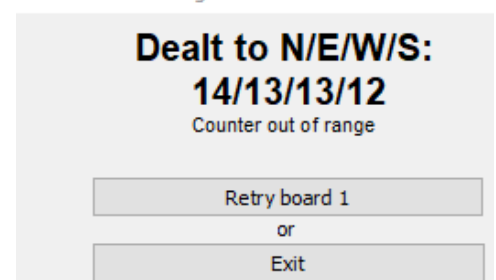 Dealt to N/E/W/S:
14/13/13/12
Counter out of range
Retry board 1
or
Exit